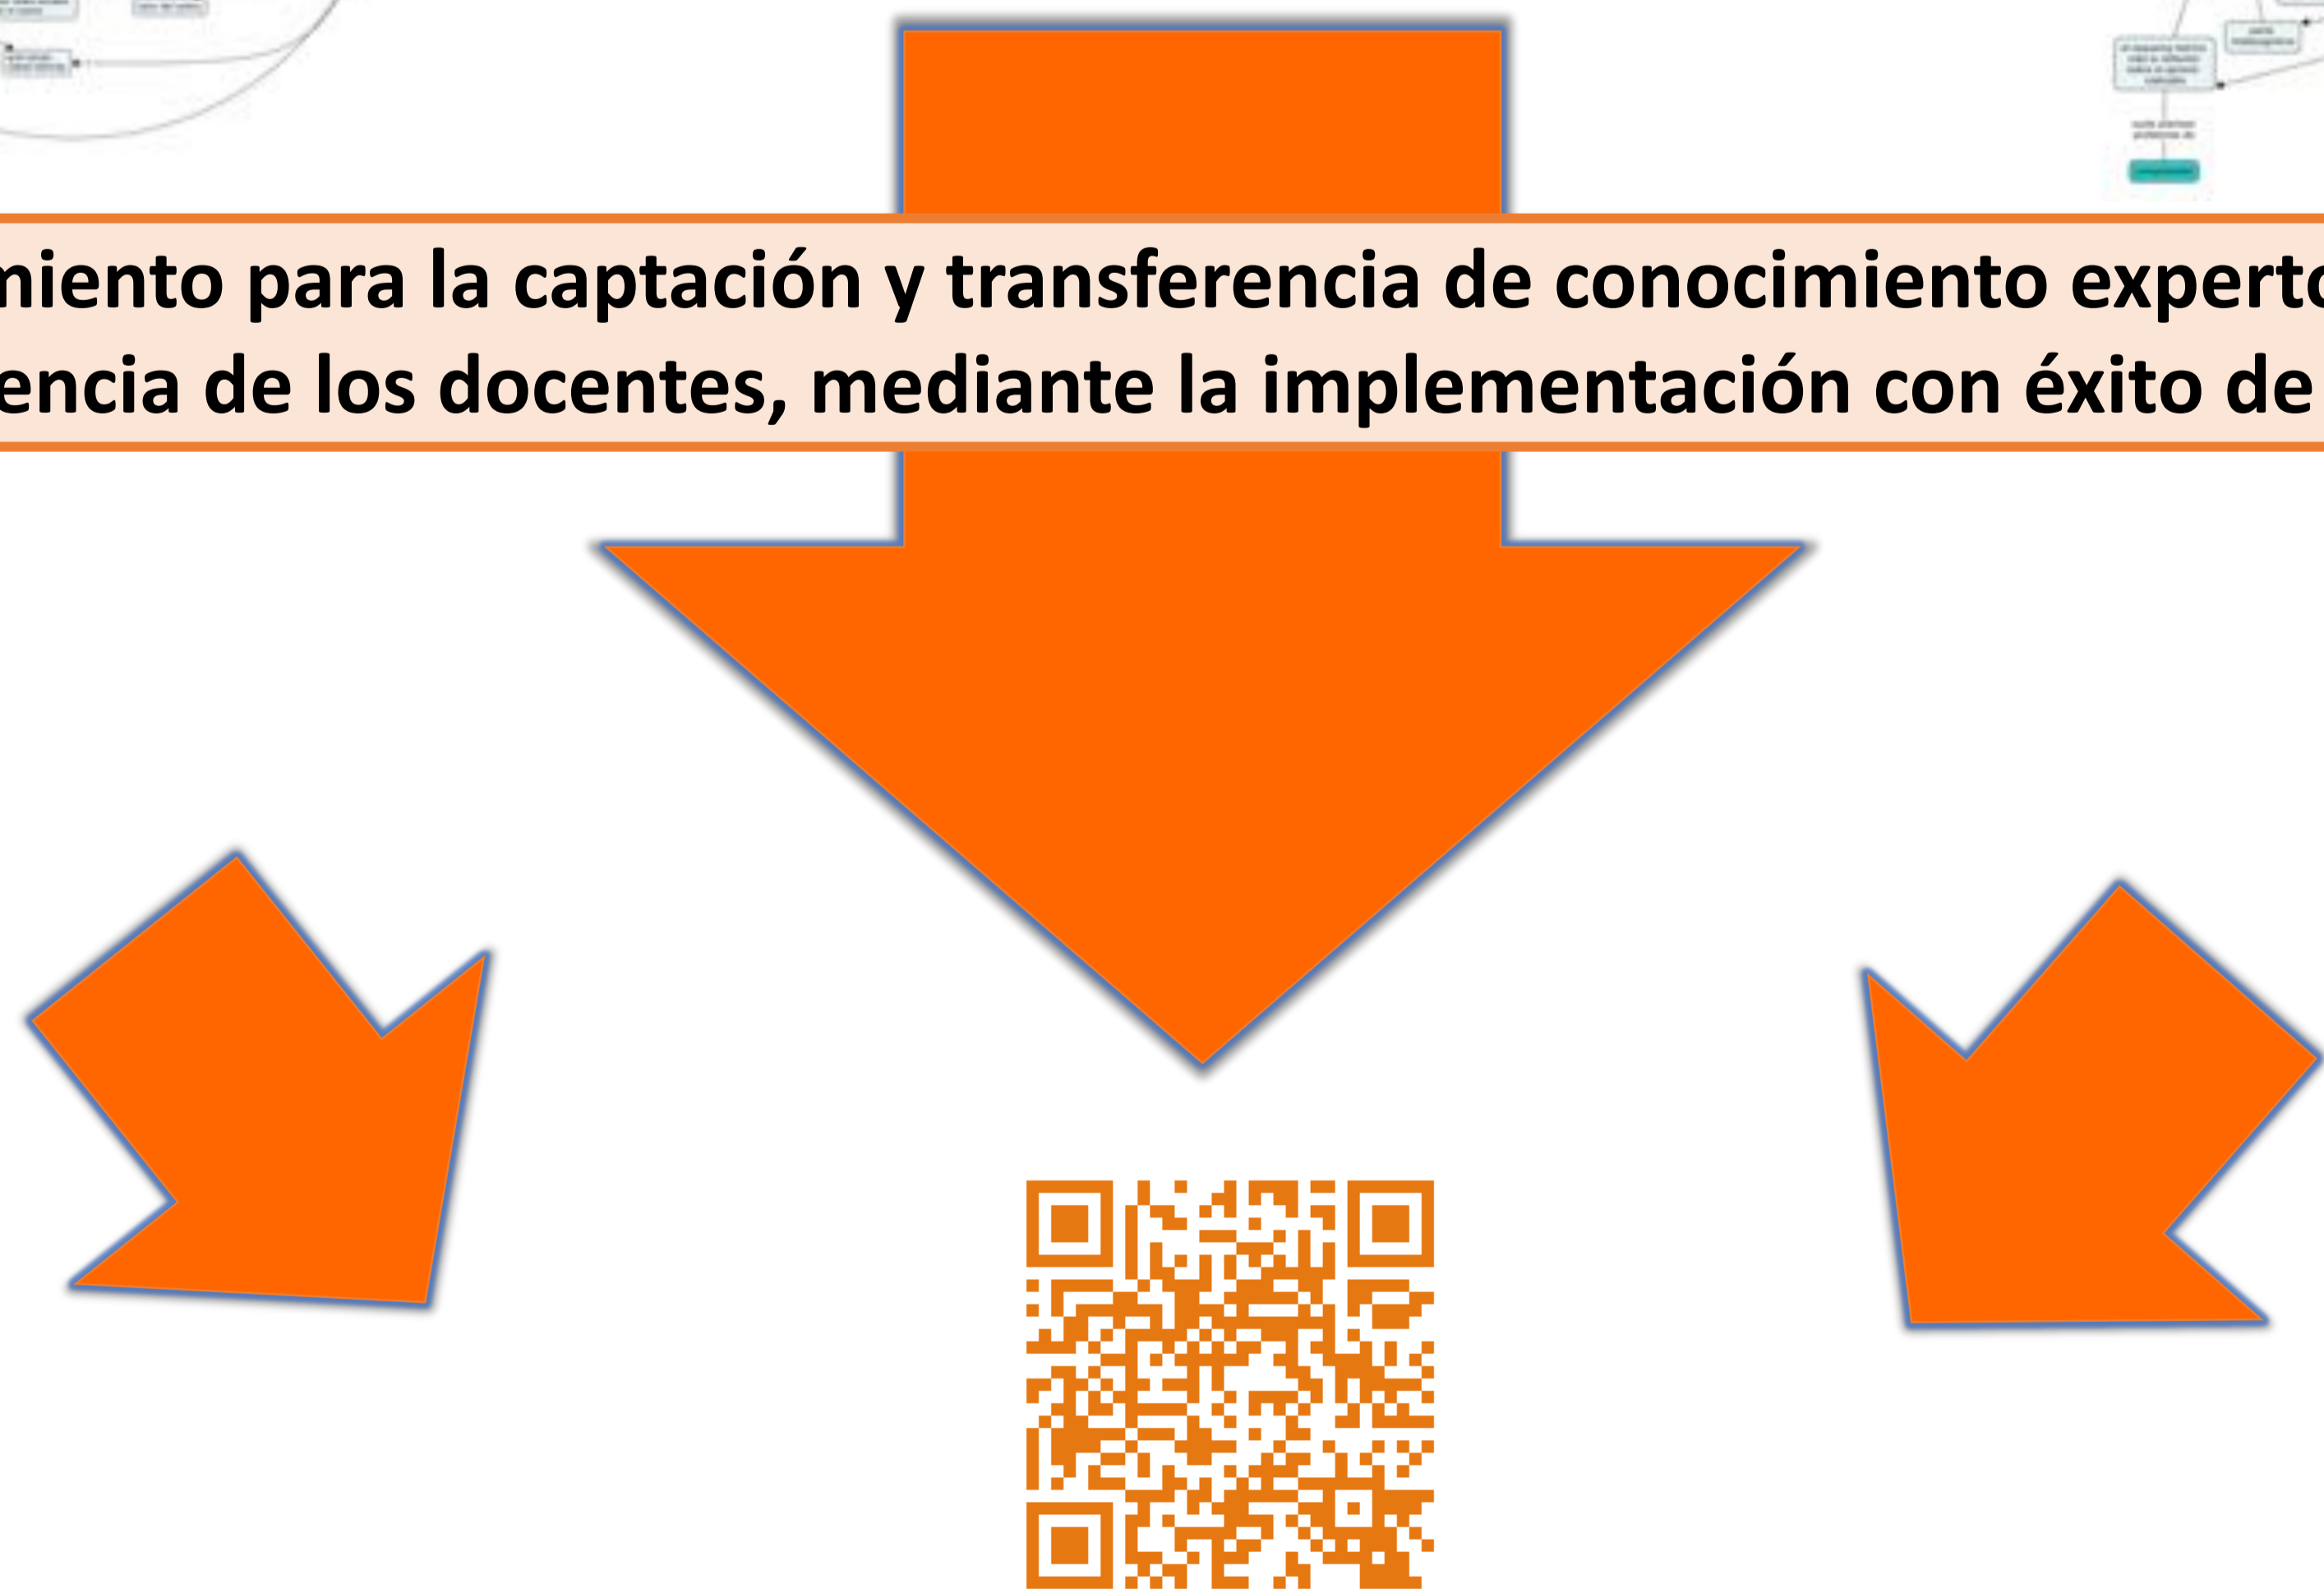 miento para la captación y transferencia de conocimiento experto
encia de los docentes, mediante la implementación con éxito de